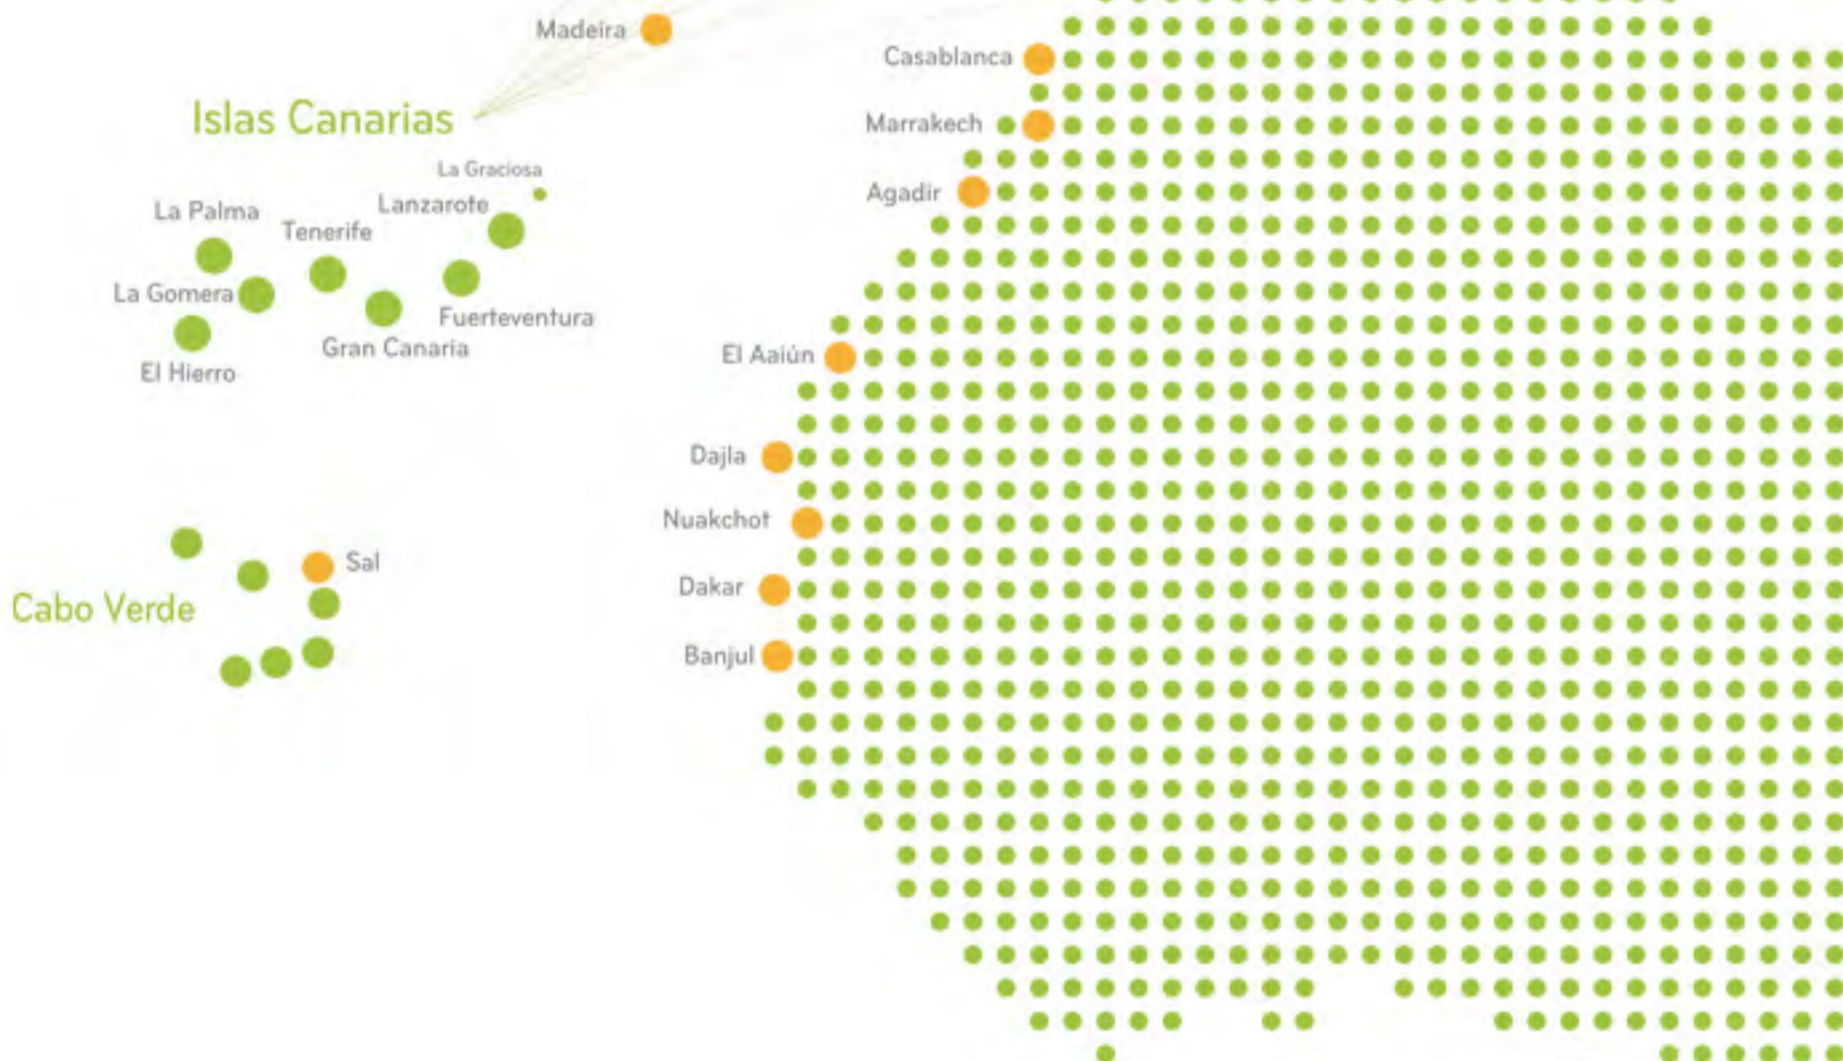 Madeira
Casablanca
Islas Canarias
Marrakech
La Graciosa
Agadir
Lanzarote
La Palma
Tenerife
La Gomera
Fuerteventura
Gran Canaria
El Aaiún
El Hierro
Dajla
Nuakchot
Sal
Dakar
Cabo Verde
Banjul